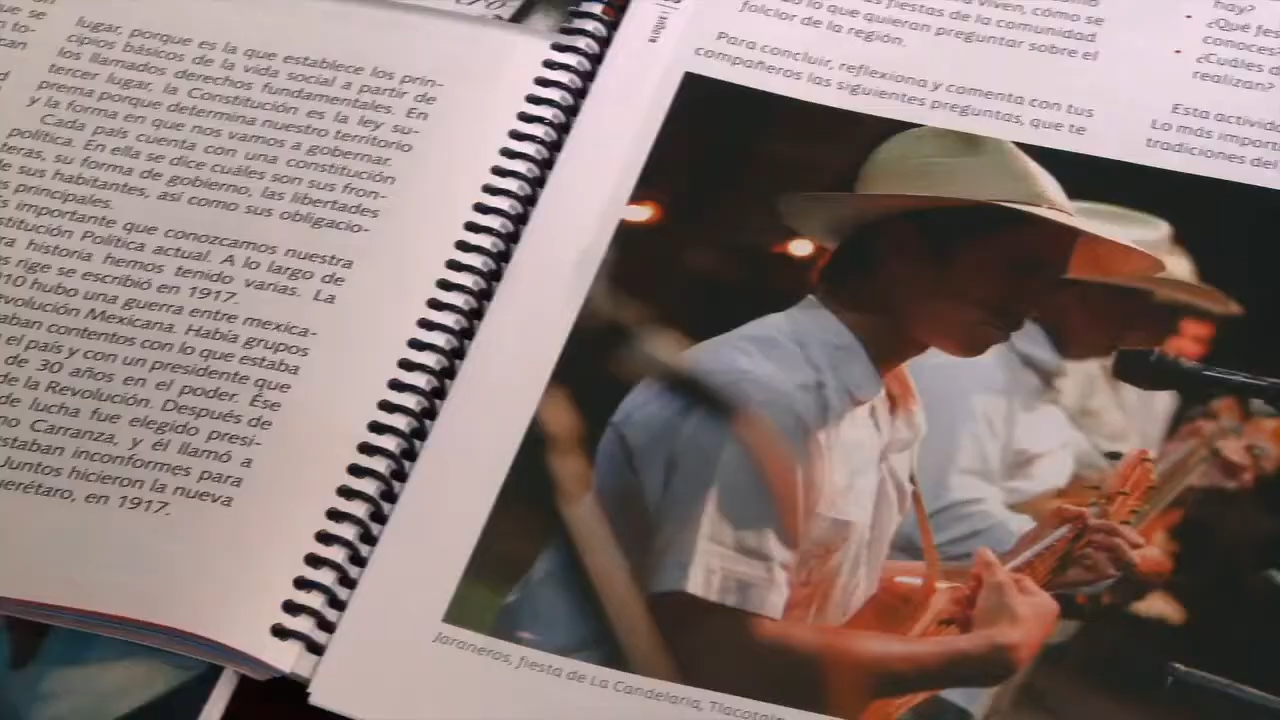 lugar, porque es la que establece los prin-
cipios básicos de la vida social a partir de
los llamados derechos fundamentales. En
tercer lugar, la Constitución es la ley su-
prema porque determina nuestro territorio
y la forma en que nos vamos a gobernar.
Cada país cuenta con una constitución
política. En ella se dice cuáles son sus fron-
teras, su forma de gobierno, las libertades
e sus habitantes, así como sus obligacio-
s principales.
s importante que conozcamos nuestra
stitución Política actual. A lo largo de
ra historia hemos tenido varias. La
s rige se escribió en 1917.
10 hubo una guerra entre mexica-
evolución Mexicana. Había grupos
aban contentos con lo que estaba
el país y con un presidente que
de 30 años en el poder. Ése
de la Revolución. Después de
de lucha fue elegido presi-
no Carranza, y él llamó a
staban inconformes para
Juntos hicieron la nueva
uerétaro, en 1917.
viven, cómo se
lo que quieran preguntar sobre el
fiestas de la comunidad
folclor de la región.
Para concluir, reflexiona y comenta con tus
compañeros las siguientes preguntas, que te
hay?
¿Qué
conoces
¿Cuáles
realizan?
Esta activid
Lo más import
tradiciones del
Jaraneros, fiesta de La Candelaria, Tlacotalp